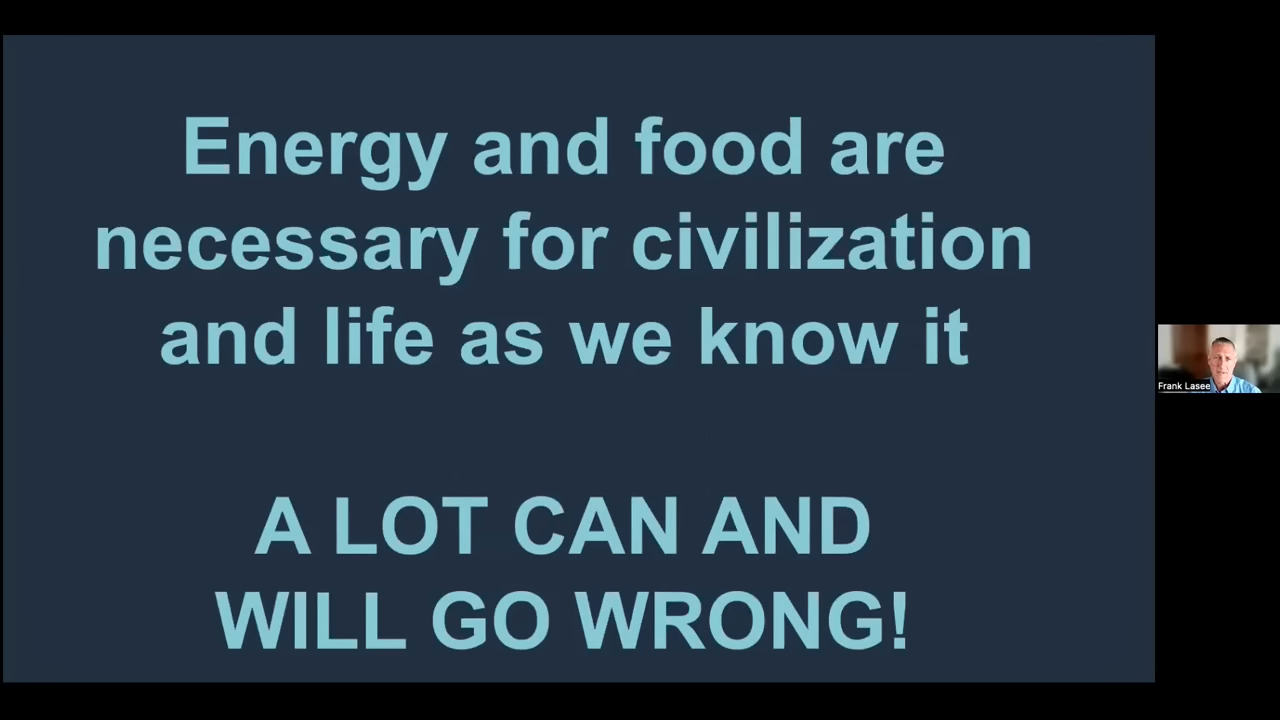 Energy and food are
necessary for civilization
and life as we know it
A LOT CAN AND
WILL GO WRONG!
Frank Lasee